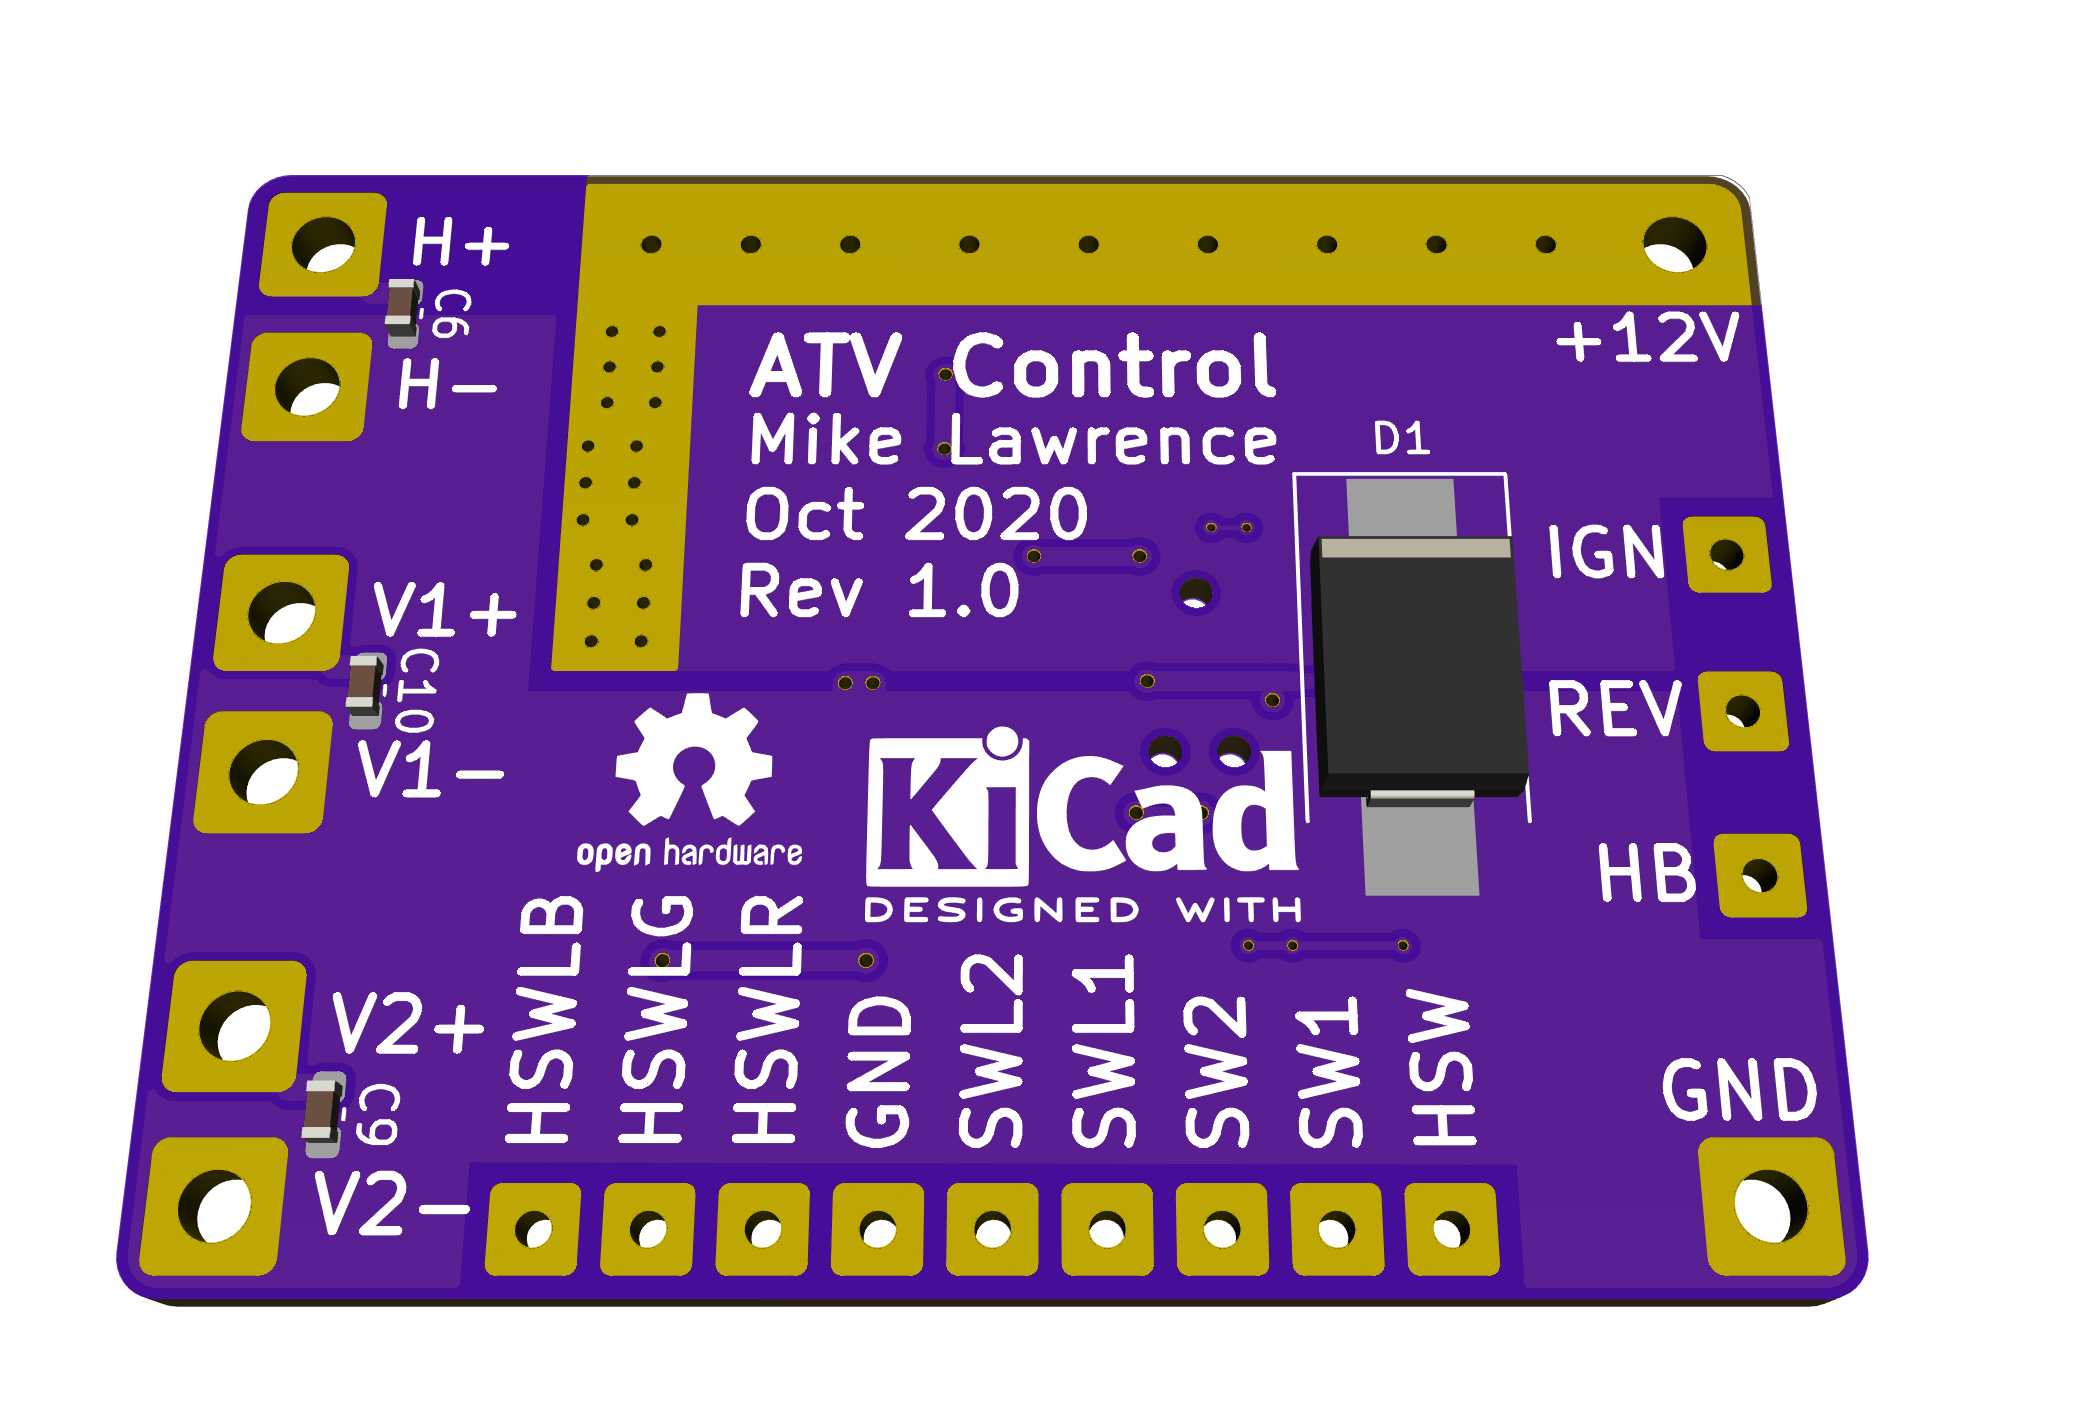 H+
C6
H-
+12V
ATV Control
Mike Lawrence
Oct 2020
Rev 1.0
D1
IGN
V1+
C10
V1-
REV
open hardware
KiCad
DESIGNED WITH
HB
HSWLB
HSWLG
HSWLR
GND
SWL2
SWL1
SW2
SW1
HSW
V2+
C9
V2-
GND